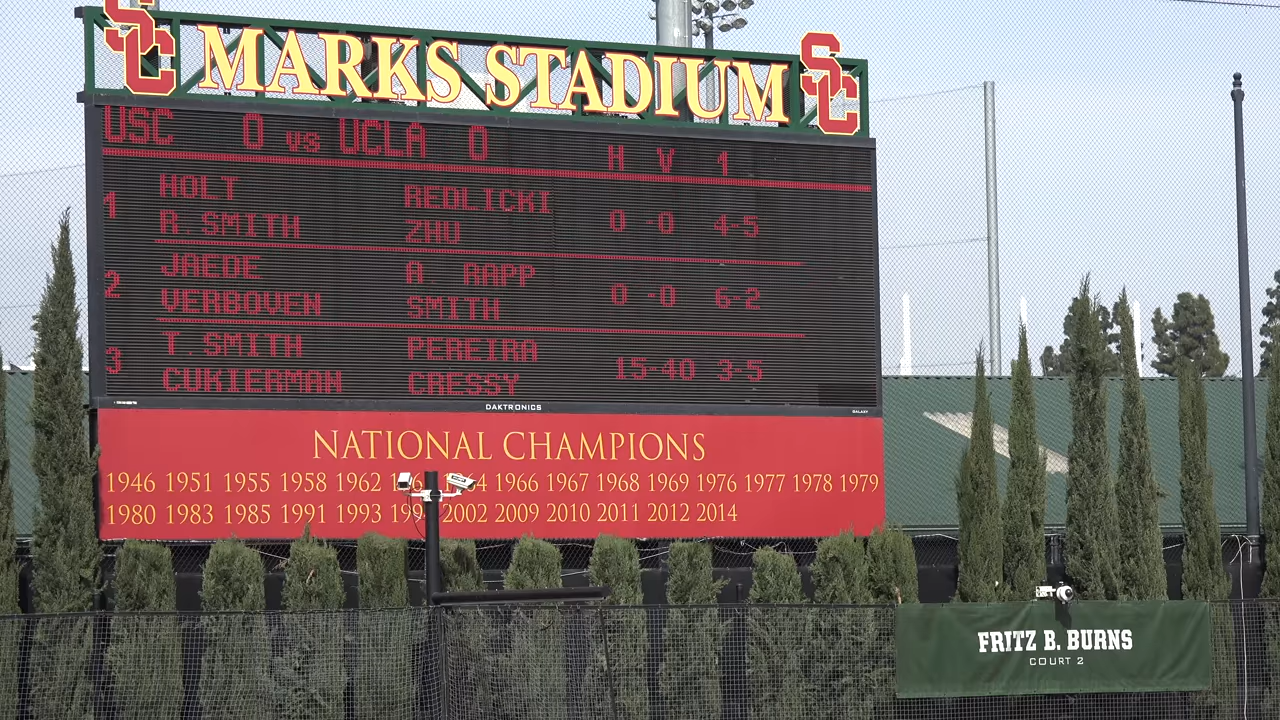 SC MARKS STADIUM SC
USC 0 vs UCLA 0 H V 1
1 HOLT REDLICKI 0 -0 4-5
R.SMITH ZHU
2 JAEDE A. RAPP 0 -0 6-2
VERBOVEN SMITH
3 T.SMITH PEREIRA 15-40 3-5
CUKIERMAN CRESSY
DAKTRONICS
GALAXY
NATIONAL CHAMPIONS
1946 1951 1955 1958 1962 1966 1967 1968 1969 1976 1977 1978 1979
1980 1983 1985 1991 1993 2002 2009 2010 2011 2012 2014
FRITZ B. BURNS
COURT 2